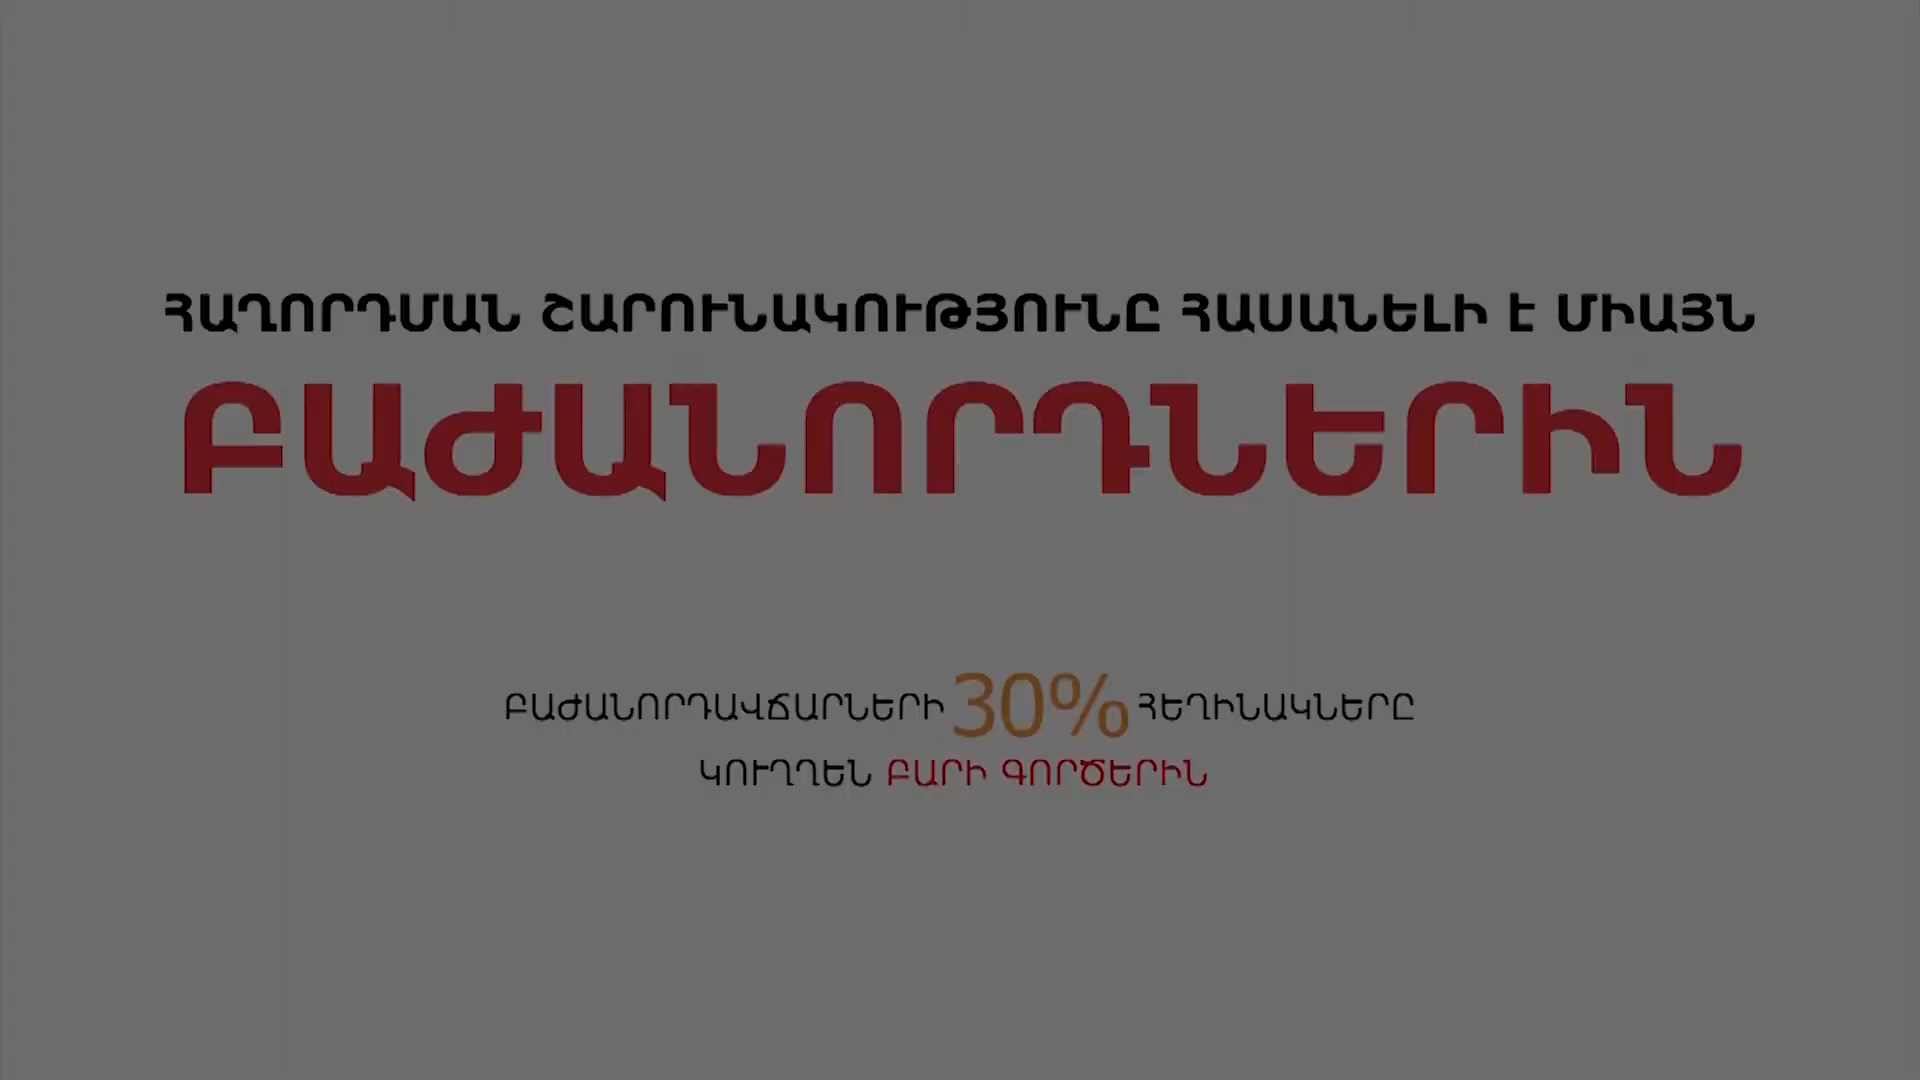 ՀԱՂՈՐԴՄԱՆ ՇԱՐՈՒՆԱԿՈՒԹՅՈՒՆԸ ՀԱՍԱՆԵԼԻ Է ՄԻԱՅՆ
ԲԱԺԱՆՈՐԴՆԵՐԻՆ
ԲԱԺԱՆՈՐԴԱՎՃԱՐՆԵՐԻ 30% ՀԵՂԻՆԱԿՆԵՐԸ
ԿՈՒՂՂԵՆ ԲԱՐԻ ԳՈՐԾԵՐԻՆ